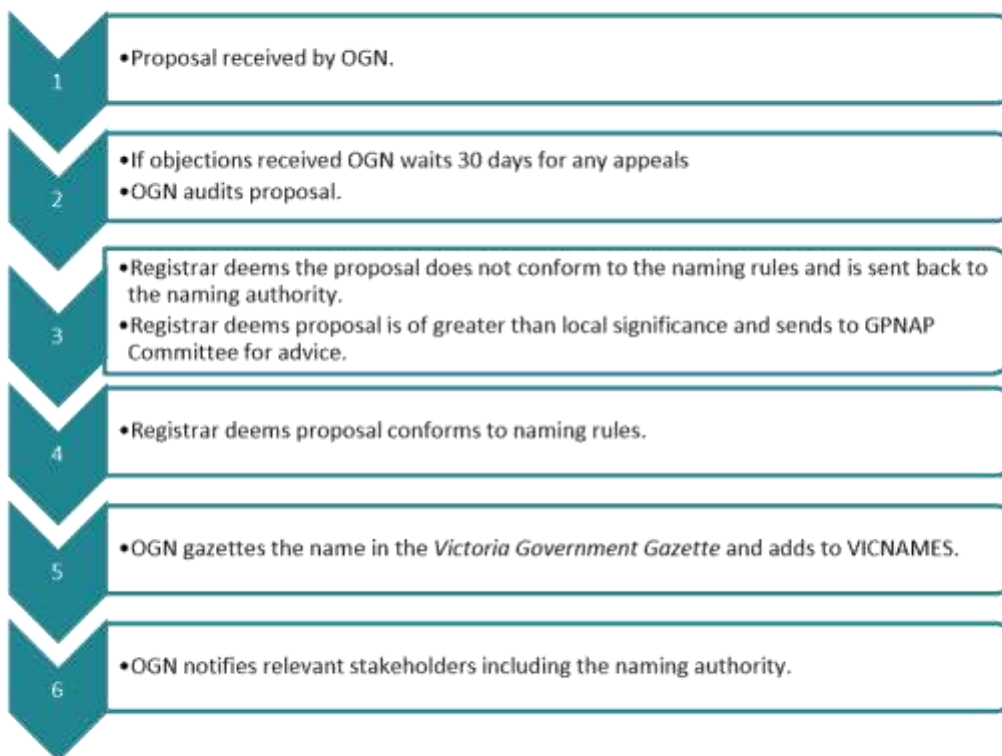 1
•Proposal received by OGN.
2
•If objections received OGN waits 30 days for any appeals
•OGN audits proposal.
3
•Registrar deems the proposal does not conform to the naming rules and is sent back to
the naming authority.
•Registrar deems proposal is of greater than local significance and sends to GPNAP
Committee for advice.
4
•Registrar deems proposal conforms to naming rules.
5
•OGN gazettes the name in the Victoria Government Gazette and adds to VICNAMES.
6
•OGN notifies relevant stakeholders including the naming authority.